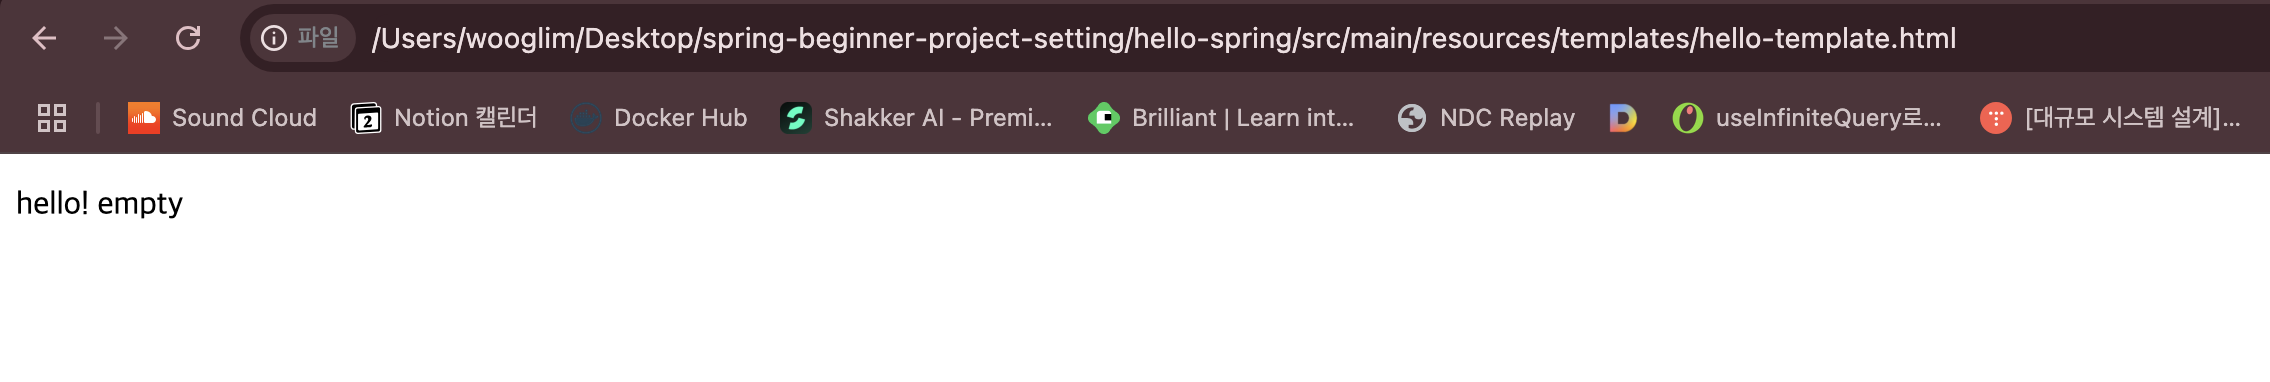 파일 /Users/wooglim/Desktop/spring-beginner-project-setting/hello-spring/src/main/resources/templates/hello-template.html
Sound Cloud 2 Notion 캘린더 Docker Hub Shakker AI - Premi... Brilliant | Learn int... NDC Replay useInfiniteQuery로... [대규모 시스템 설계]...
hello! empty